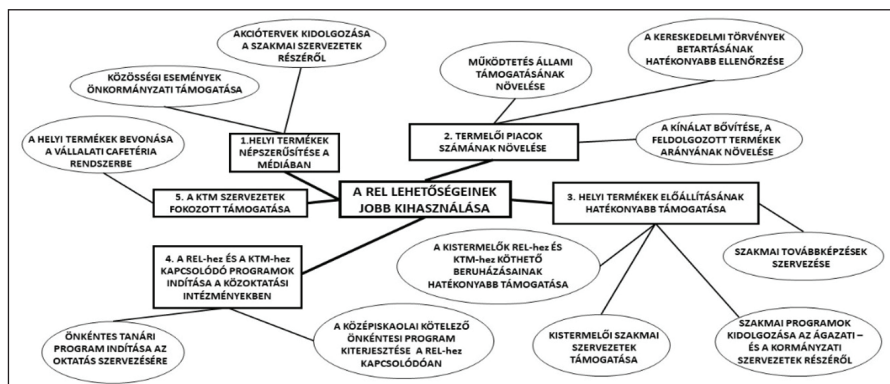 AKCIÓTERVEK KIDOLGOZÁSA
A SZAKMAI SZERVEZETEK
RÉSZÉRŐL
A KERESKEDELMI TÖRVÉNYEK
BETARTÁSÁNAK
HATÉKONYABB ELLENŐRZÉSE
KÖZÖSSÉGI ESEMÉNYEK
ÖNKORMÁNYZATI TÁMOGATÁSA
MŰKÖDTETÉS ÁLLAMI
TÁMOGATÁSÁNAK
NÖVELÉSE
A HELYI TERMÉKEK BEVONÁSA
A VÁLLALATI CAFETÉRIA
RENDSZERBE
1.HELYI TERMÉKEK
NÉPSZERŰSÍTÉSE A
MÉDIÁBAN
2. TERMELŐI PIACOK
SZÁMÁNAK NÖVELÉSE
A KÍNÁLAT BŐVÍTÉSE, A
FELDOLGOZOTT TERMÉKEK
ARÁNYÁNAK NÖVELÉSE
5. A KTM SZERVEZETEK
FOKOZOTT TÁMOGATÁSA
A REL LEHETŐSÉGEINEK
JOBB KIHASZNÁLÁSA
3. HELYI TERMÉKEK ELŐÁLLÍTÁSÁNAK
HATÉKONYABB TÁMOGATÁSA
4. A REL-hez ÉS A KTM-hez
KAPCSOLÓDÓ PROGRAMOK
INDÍTÁSA A KÖZOKTATÁSI
INTÉZMÉNYEKBEN
A KISTERMELŐK REL-hez ÉS
KTM-hez KÖTHETŐ
BERUHÁZÁSAINAK
HATÉKONYABB TÁMOGATÁSA
SZAKMAI TOVÁBBKÉPZÉSEK
SZERVEZÉSE
ÖNKÉNTES TANÁRI
PROGRAM INDÍTÁSA AZ
OKTATÁS SZERVEZÉSÉRE
A KÖZÉPISKAOLAI KÖTELEZŐ
ÖNKÉNTESI PROGRAM
KITERJESZTÉSE A REL-hez
KAPCSOLÓDÓAN
KISTERMELŐI SZAKMAI
SZERVEZETEK
TÁMOGATÁSA
SZAKMAI PROGRAMOK
KIDOLGOZÁSA AZ ÁGAZATI –
ÉS A KORMÁNYZATI
SZERVEZETEK RÉSZÉRŐL